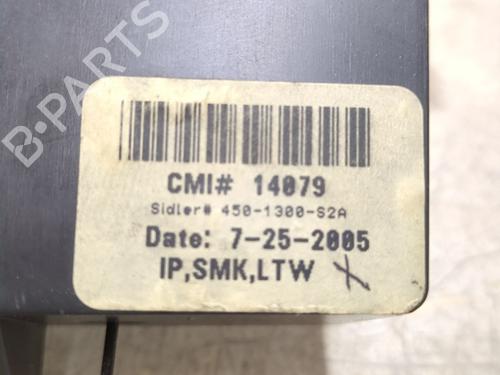 B-PARTS
CMI# 14079
Sidler# 450-1300-S2A
Date: 7-25-2005
IP,SMK,LTW X